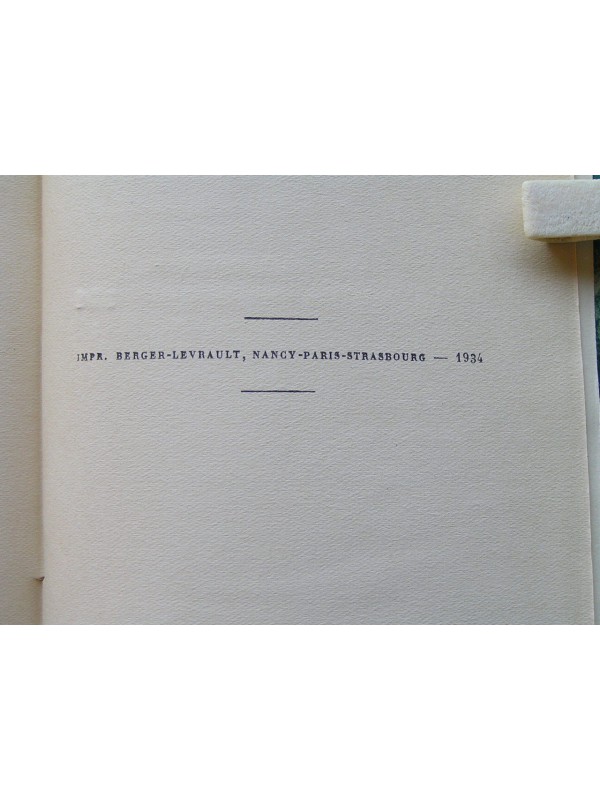 IMPR. BERGER-LEVRAULT, NANCY-PARIS-STRASBOURG — 1934